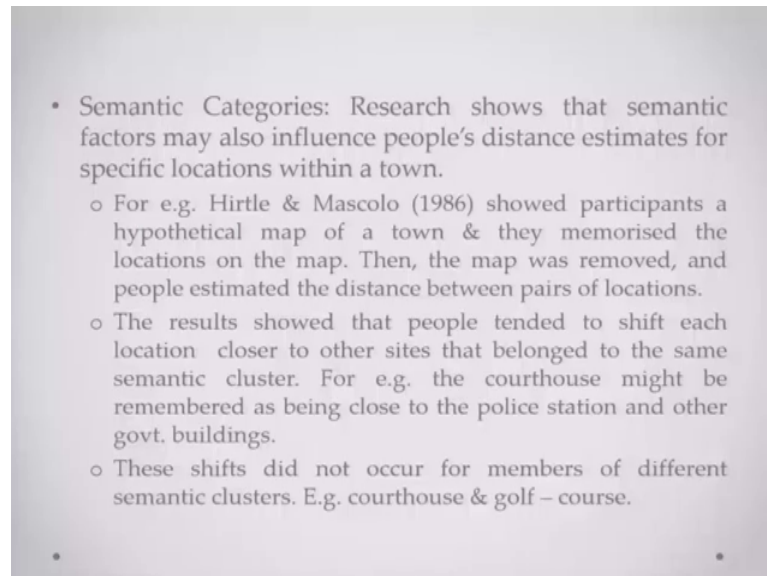 • Semantic Categories: Research shows that semantic
factors may also influence people's distance estimates for
specific locations within a town.
o For e.g. Hirtle & Mascolo (1986) showed participants a
hypothetical map of a town & they memorised the
locations on the map. Then, the map was removed, and
people estimated the distance between pairs of locations.
o The results showed that people tended to shift each
location closer to other sites that belonged to the same
semantic cluster. For e.g. the courthouse might be
remembered as being close to the police station and other
govt. buildings.
o These shifts did not occur for members of different
semantic clusters. E.g. courthouse & golf – course.